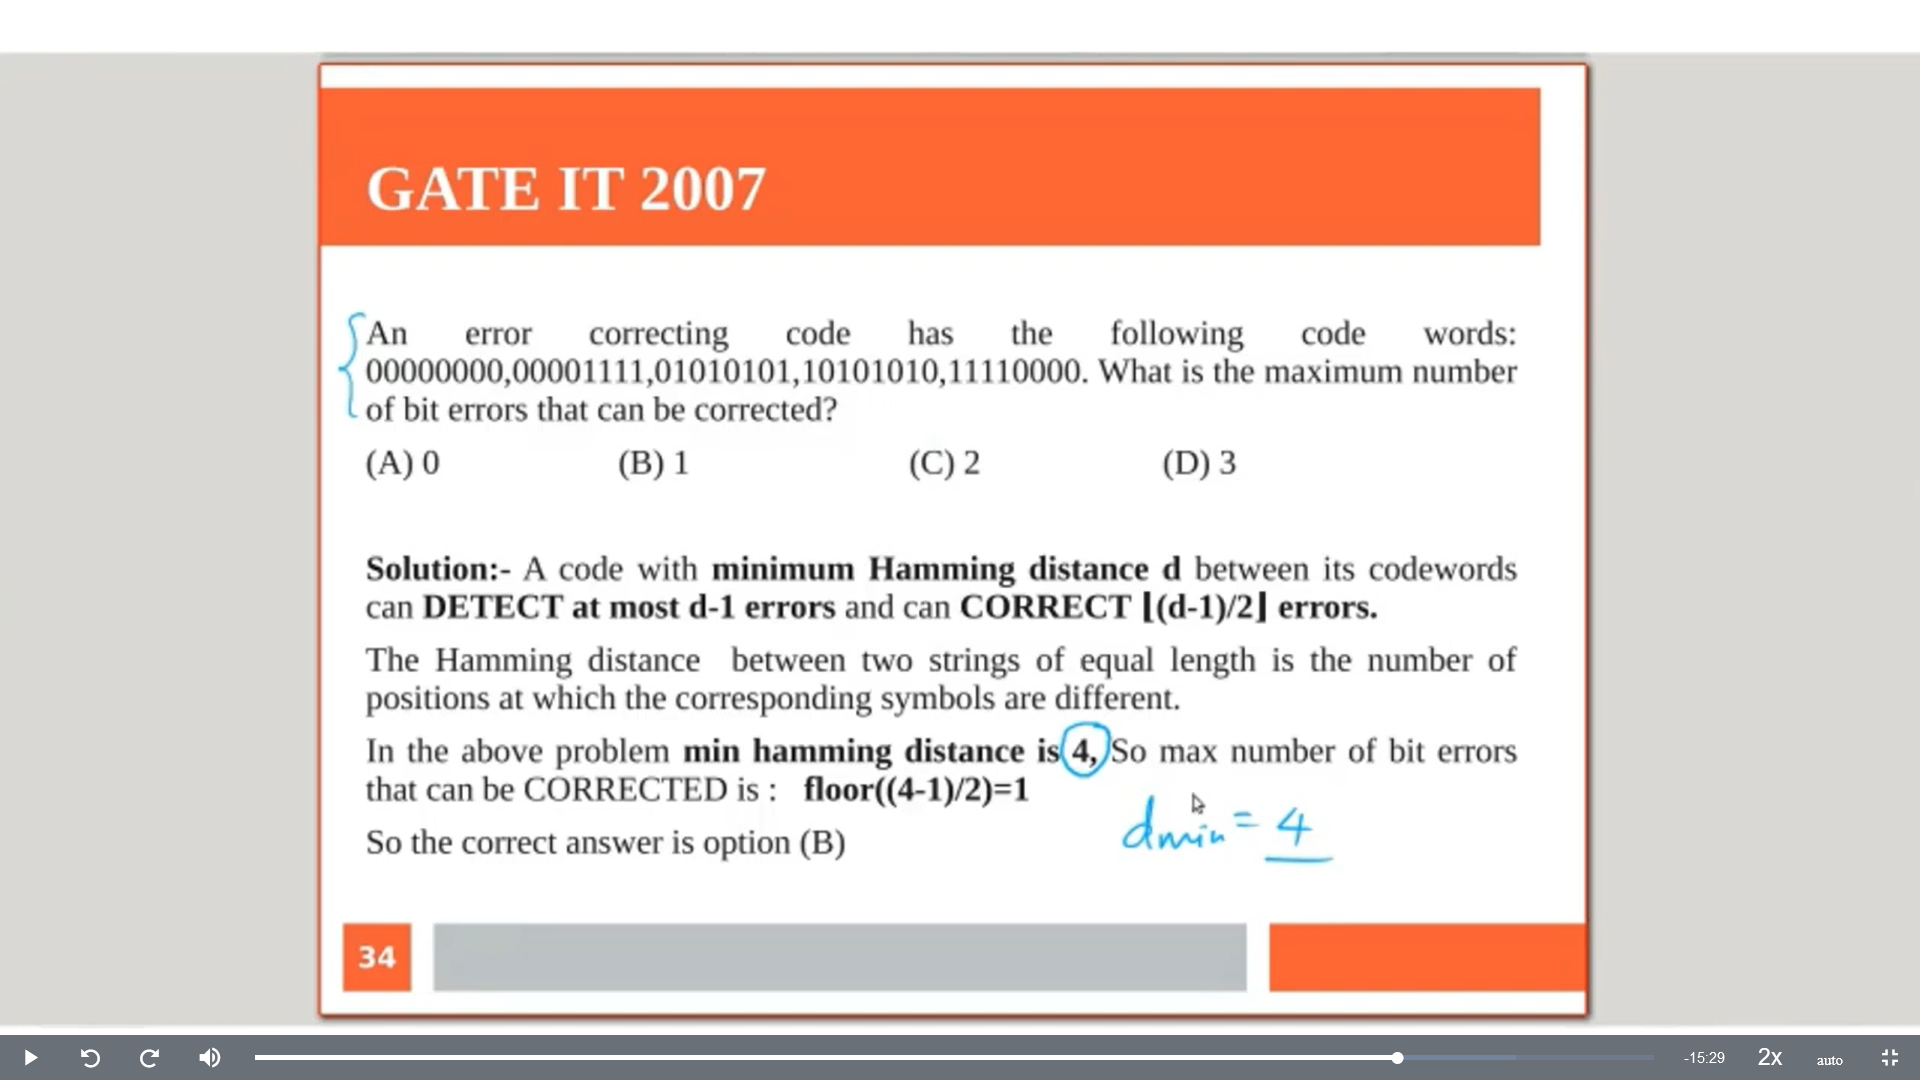 GATE IT 2007
An error correcting code has the following code words:
00000000,00001111,01010101,10101010,11110000. What is the maximum number
of bit errors that can be corrected?
(A) 0 (B) 1 (C) 2 (D) 3
Solution:- A code with minimum Hamming distance d between its codewords
can DETECT at most d-1 errors and can CORRECT ⌊(d-1)/2⌋ errors.
The Hamming distance between two strings of equal length is the number of
positions at which the corresponding symbols are different.
In the above problem min hamming distance is 4, So max number of bit errors
that can be CORRECTED is : floor((4-1)/2)=1
dmin = 4
So the correct answer is option (B)
34
-15:29 2x auto